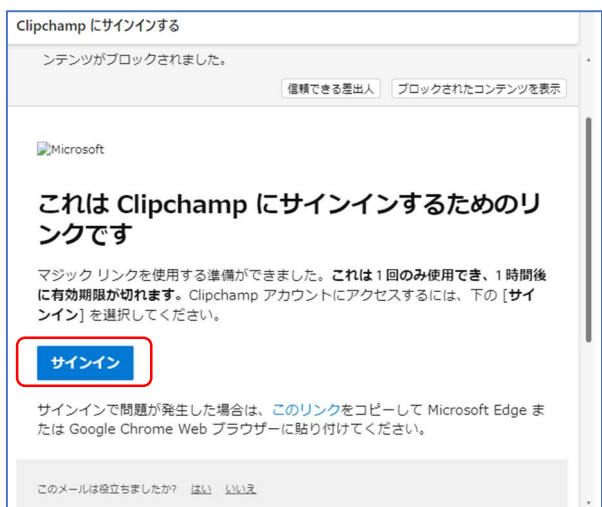 Clipchamp にサインインする
ンテンツがブロックされました。
信頼できる差出人 ブロックされたコンテンツを表示
Microsoft
これは Clipchamp にサインインするためのリ
ンクです
マジック リンクを使用する準備ができました。これは 1 回のみ使用でき、1 時間後
に有効期限が切れます。Clipchamp アカウントにアクセスするには、下の [サイ
ンイン] を選択してください。
サインイン
サインインで問題が発生した場合は、このリンクをコピーして Microsoft Edge ま
たは Google Chrome Web ブラウザーに貼り付けてください。
このメールは役立ちましたか? はい いいえ